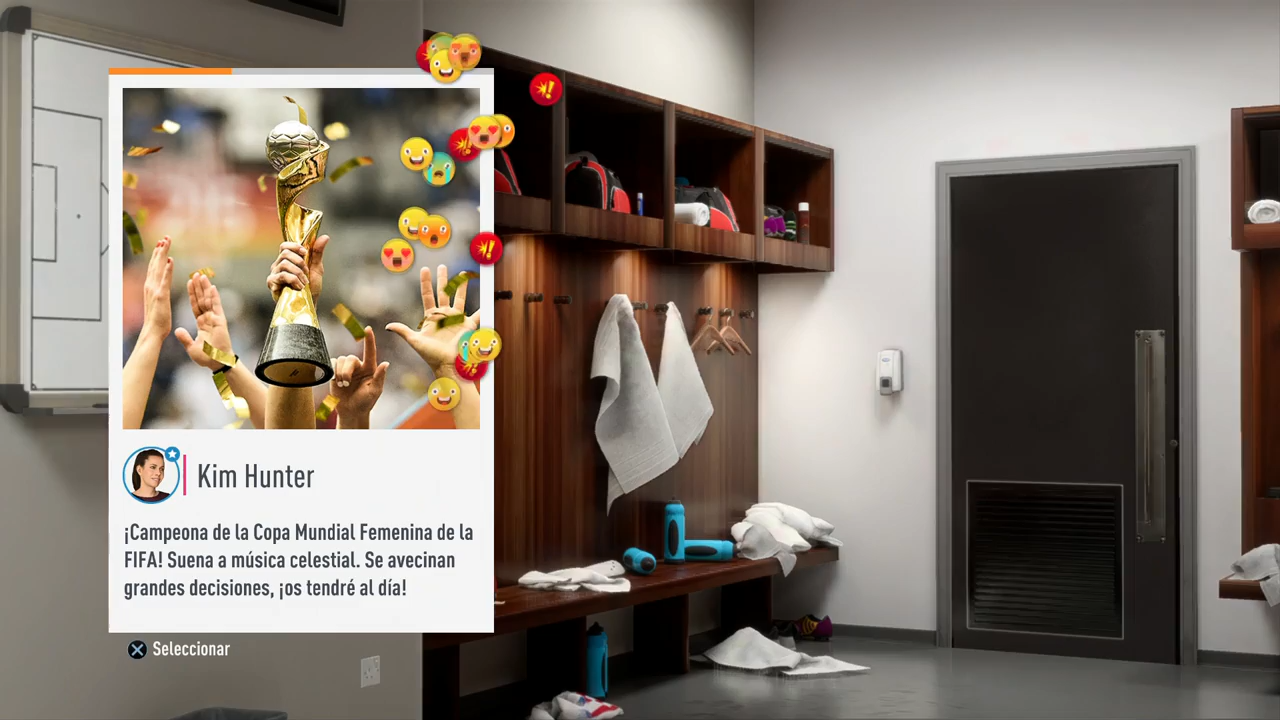 Kim Hunter
¡Campeona de la Copa Mundial Femenina de la
FIFA! Suena a música celestial. Se avecinan
grandes decisiones, ¡os tendré al día!
Seleccionar